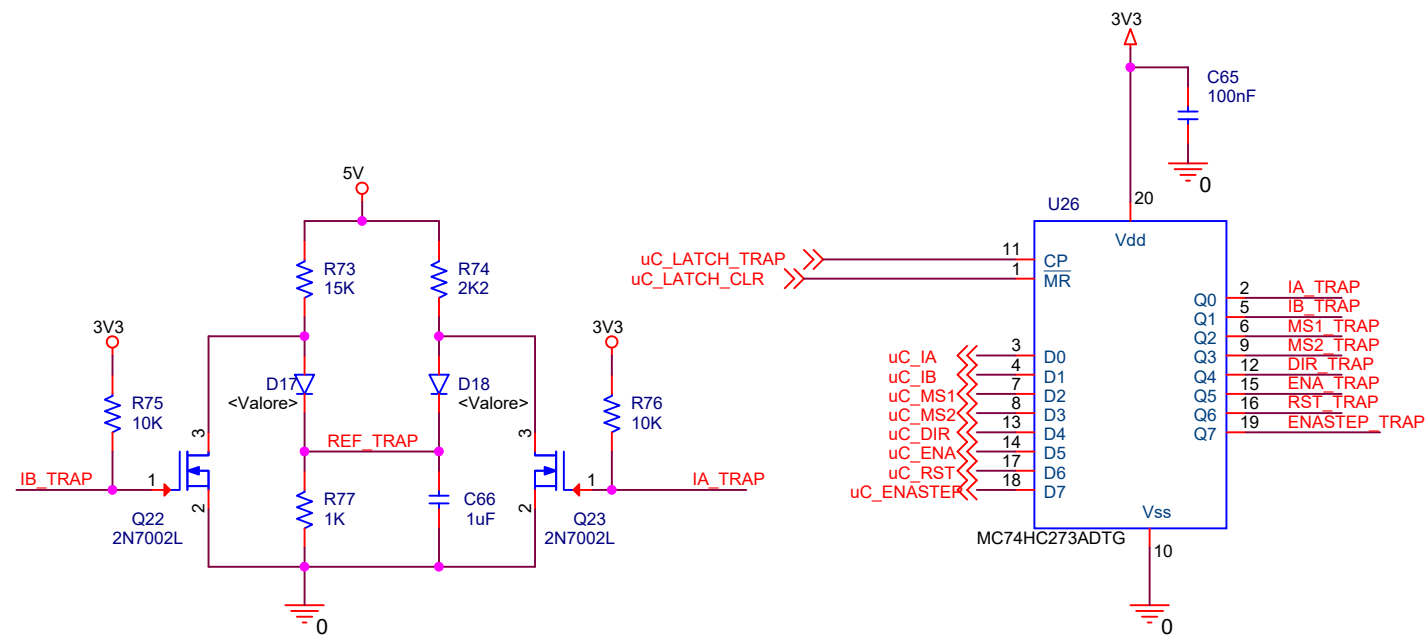 5V
R73
15K
R74
2K2
3V3
3V3
D17
<Valore>
D18
<Valore>
R75
10K
R76
10K
3
3
REF_TRAP
IB_TRAP
1
1
IA_TRAP
2
2
R77
1K
C66
1uF
Q22
2N7002L
Q23
2N7002L
0
3V3
C65
100nF
0
U26
20
Vdd
uC_LATCH_TRAP
11
CP
uC_LATCH_CLR
1
MR
Q0
2
IA_TRAP
Q1
5
IB_TRAP
Q2
6
MS1_TRAP
Q3
9
MS2_TRAP
Q4
12
DIR_TRAP
Q5
15
ENA_TRAP
Q6
16
RST_TRAP
Q7
19
ENASTEP_TRAP
uC_IA
3
D0
uC_IB
4
D1
uC_MS1
7
D2
uC_MS2
8
D3
uC_DIR
13
D4
uC_ENA
14
D5
uC_RST
17
D6
uC_ENASTEP
18
D7
Vss
MC74HC273ADTG
10
0